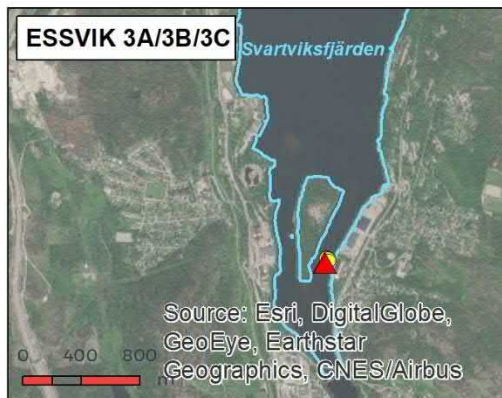 ESSVIK 3A/3B/3C
Svartviksfjärden
Source: Esri, DigitalGlobe,
GeoEye, Earthstar
Geographics, CNES/Airbus
0 400 800
m